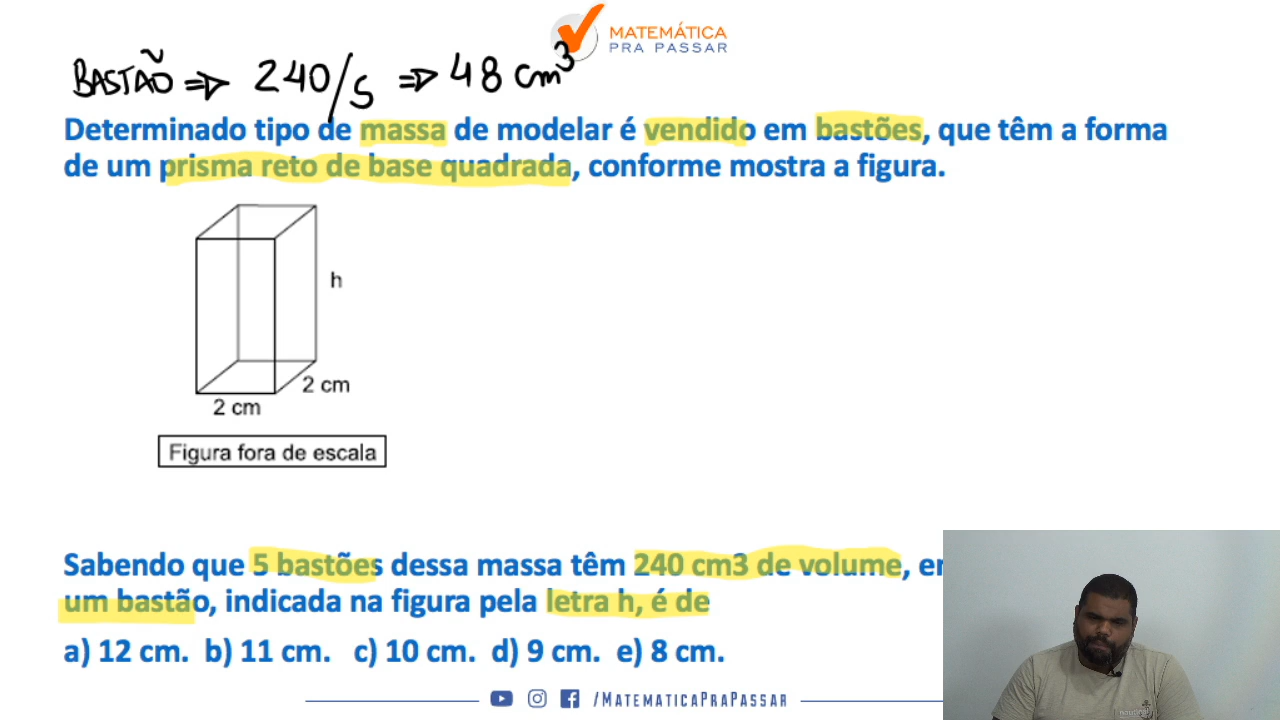 MATEMÁTICA
PRA PASSAR
BASTÃO ⇒ 240/5 ⇒ 48 cm³
Determinado tipo de massa de modelar é vendido em bastões, que têm a forma
de um prisma reto de base quadrada, conforme mostra a figura.
h
2 cm
2 cm
Figura fora de escala
Sabendo que 5 bastões dessa massa têm 240 cm3 de volume,
um bastão, indicada na figura pela letra h, é de
a) 12 cm. b) 11 cm. c) 10 cm. d) 9 cm. e) 8 cm.
/MATEMATICAPRAPASSAR